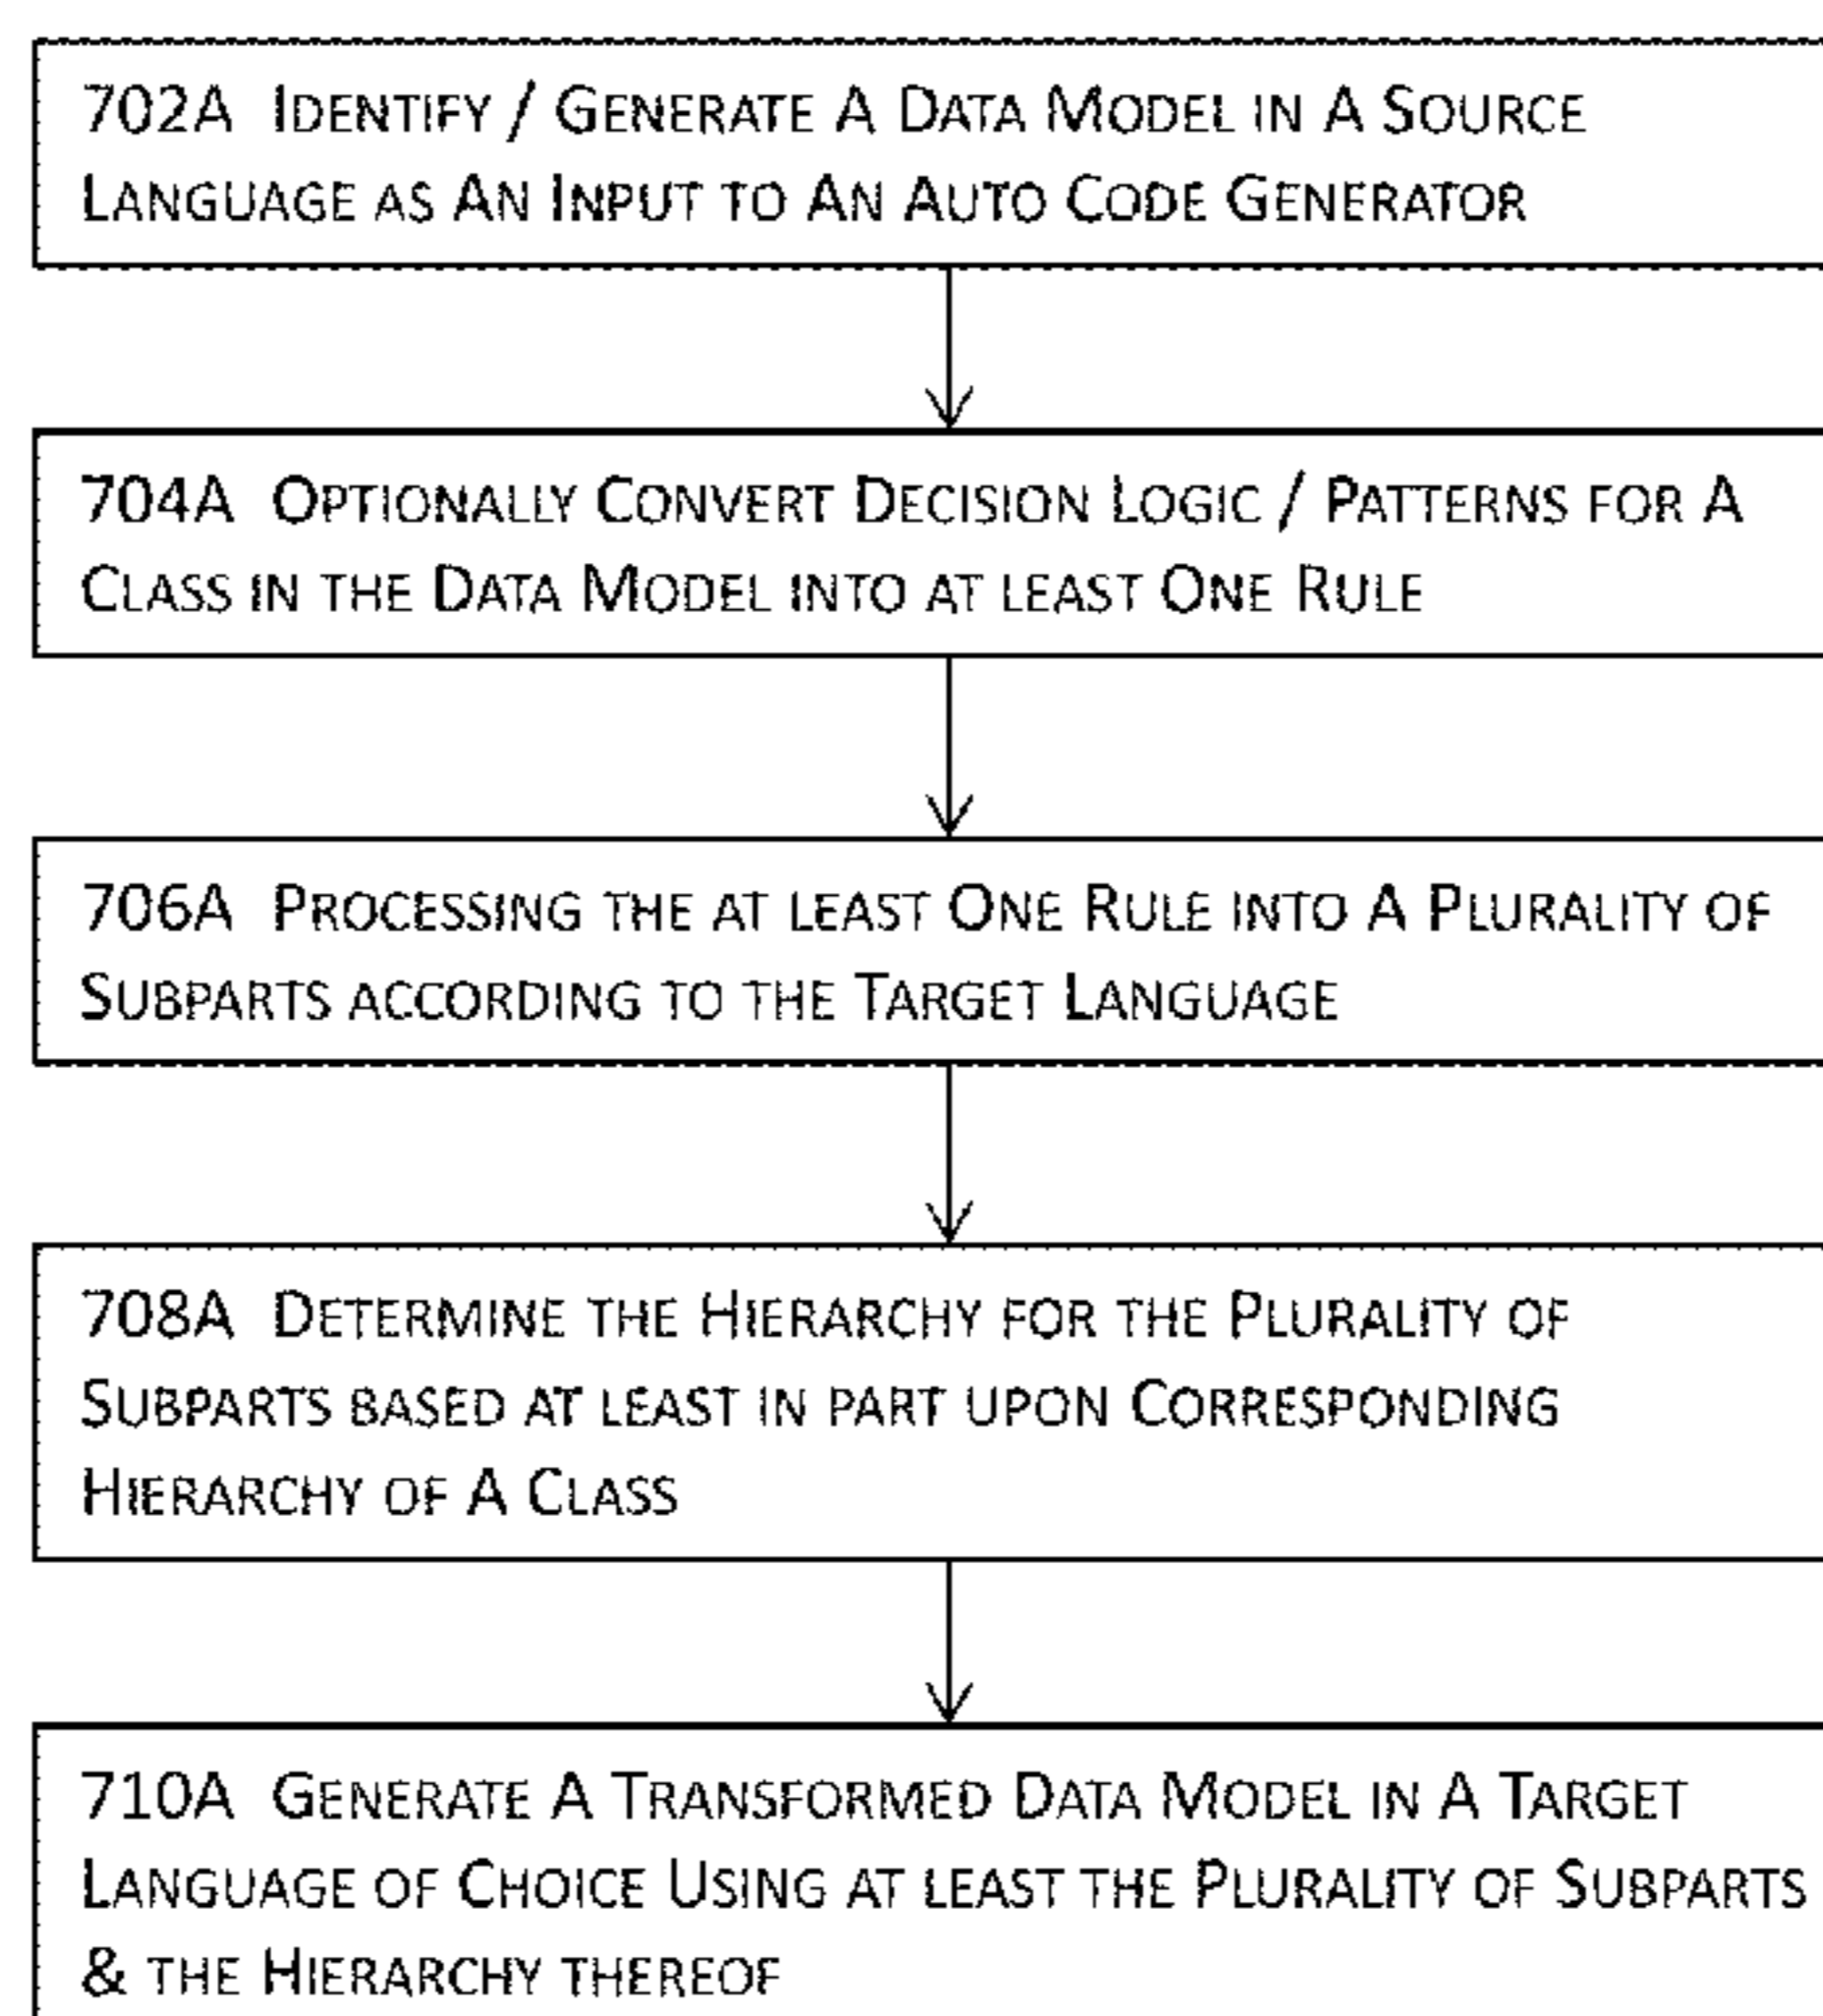 702A Identify / Generate A Data Model in A Source
Language as An Input to An Auto Code Generator
704A Optionally Convert Decision Logic / Patterns for A
Class in the Data Model into at least One Rule
706A Processing the at least One Rule into A Plurality of
Subparts according to the Target Language
708A Determine the Hierarchy for the Plurality of
Subparts based at least in part upon Corresponding
Hierarchy of A Class
710A Generate A Transformed Data Model in A Target
Language of Choice Using at least the Plurality of Subparts
& the Hierarchy thereof